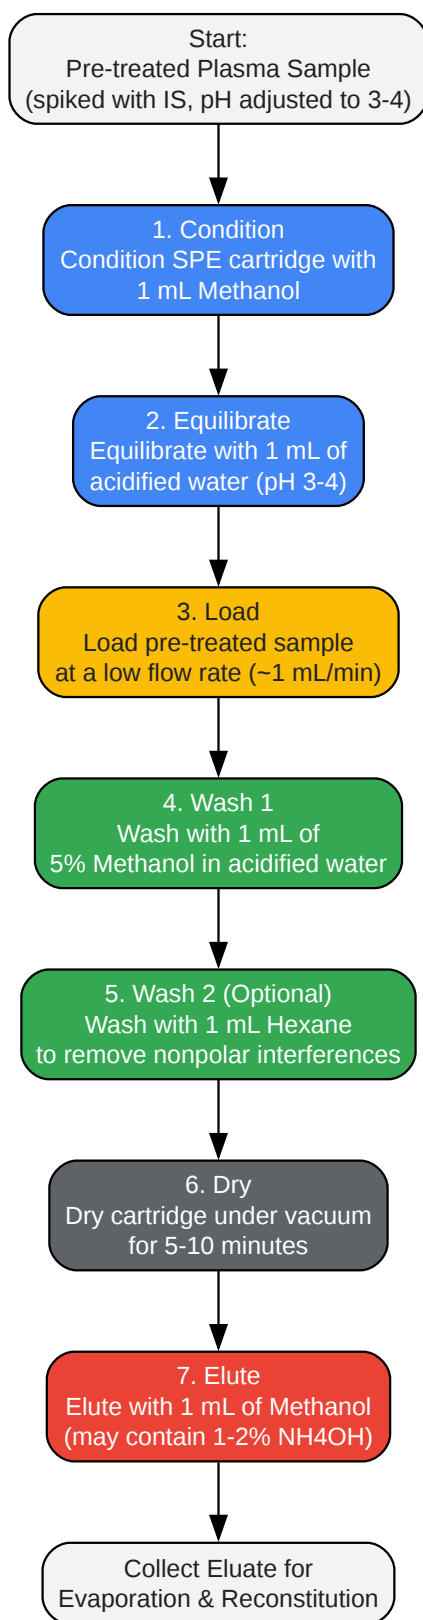 Start:
Pre-treated Plasma Sample
(spiked with IS, pH adjusted to 3-4)
1. Condition
Condition SPE cartridge with
1 mL Methanol
2. Equilibrate
Equilibrate with 1 mL of
acidified water (pH 3-4)
3. Load
Load pre-treated sample
at a low flow rate (~1 mL/min)
4. Wash 1
Wash with 1 mL of
5% Methanol in acidified water
5. Wash 2 (Optional)
Wash with 1 mL Hexane
to remove nonpolar interferences
6. Dry
Dry cartridge under vacuum
for 5-10 minutes
7. Elute
Elute with 1 mL of Methanol
(may contain 1-2% NH4OH)
Collect Eluate for
Evaporation & Reconstitution